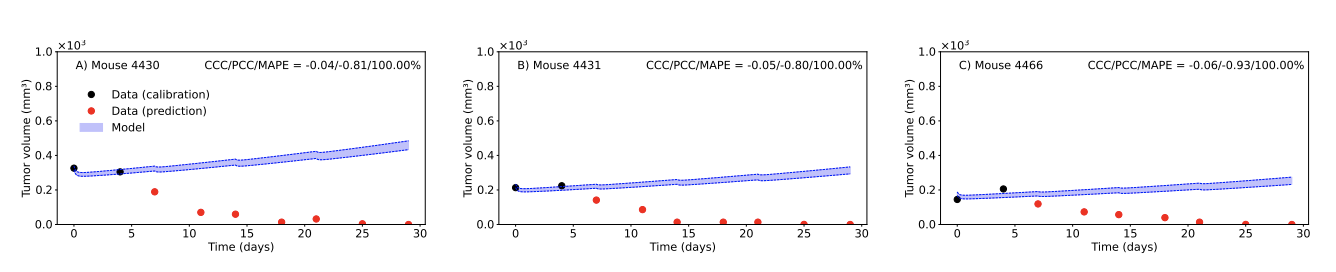 ×10³
A) Mouse 4430
CCC/PCC/MAPE = -0.04/-0.81/100.00%
Data (calibration)
Data (prediction)
Model
Tumor volume (mm³)
1.0
0.8
0.6
0.4
0.2
0.0
0 5 10 15 20 25 30
Time (days)
×10³
B) Mouse 4431
CCC/PCC/MAPE = -0.05/-0.80/100.00%
Tumor volume (mm³)
1.0
0.8
0.6
0.4
0.2
0.0
0 5 10 15 20 25 30
Time (days)
×10³
C) Mouse 4466
CCC/PCC/MAPE = -0.06/-0.93/100.00%
Tumor volume (mm³)
1.0
0.8
0.6
0.4
0.2
0.0
0 5 10 15 20 25 30
Time (days)